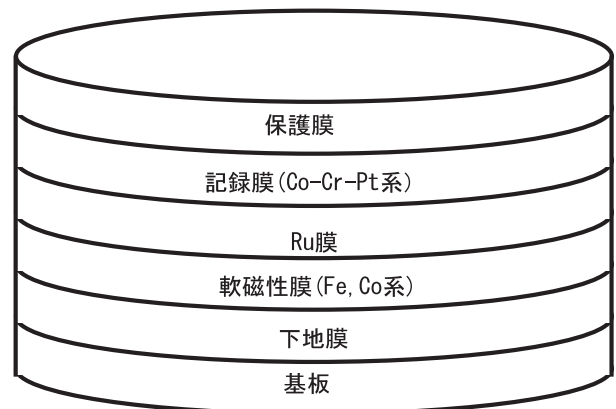 保護膜
記録膜(Co-Cr-Pt系)
Ru膜
軟磁性膜(Fe,Co系)
下地膜
基板